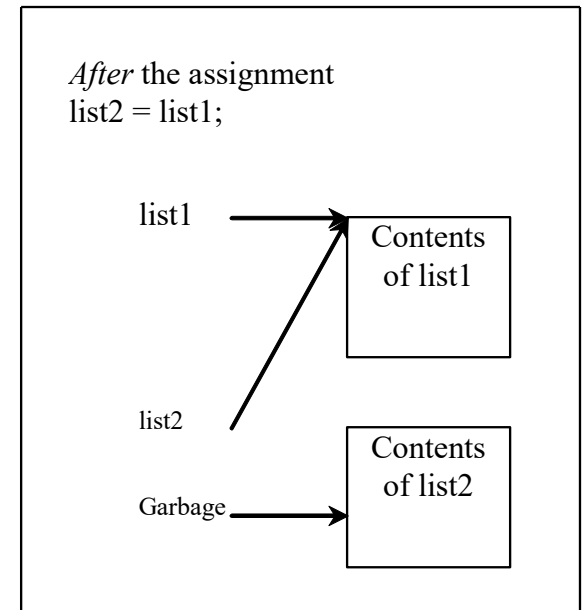 After the assignment
list2 = list1;
list1
Contents
of list1
list2
Contents
of list2
Garbage